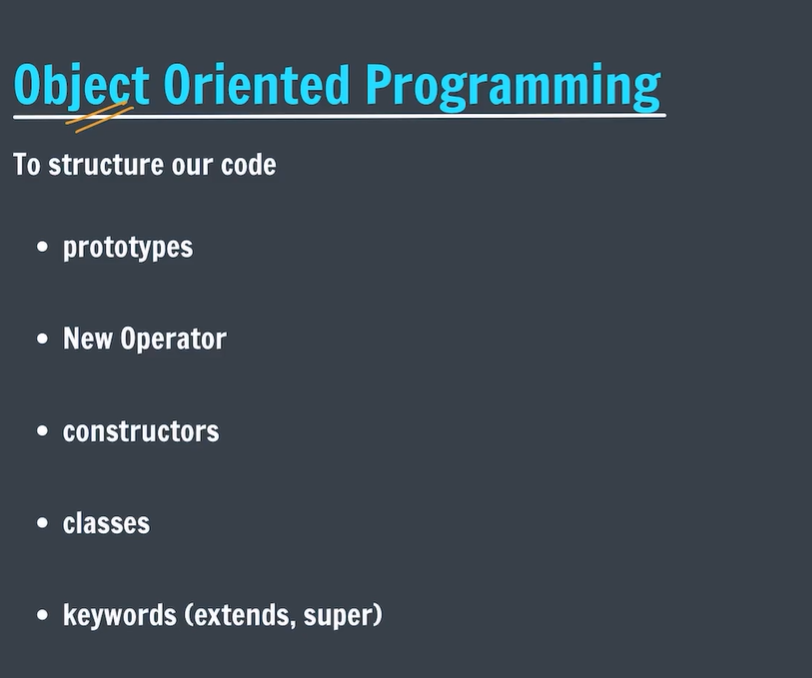 Object Oriented Programming
To structure our code
• prototypes
• New Operator
• constructors
• classes
• keywords (extends, super)